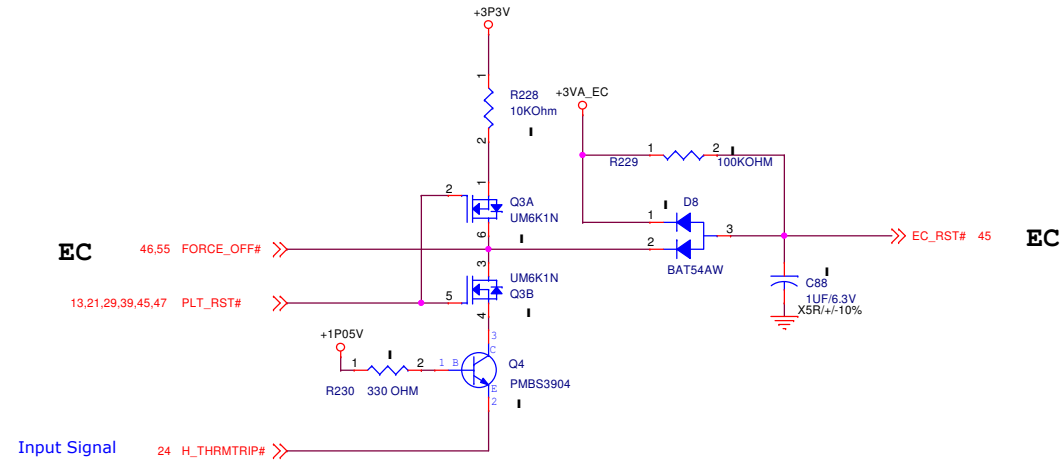 +3P3V
1
R228
10KOhm
2
+3VA_EC
1
R229
2
100KOHM
1
2
Q3A
UM6K1N
6
D8
1
2
3
BAT54AW
EC
46,55 FORCE_OFF#
EC_RST# 45
EC
3
UM6K1N
Q3B
5
4
13,21,29,39,45,47 PLT_RST#
C88
1UF/6.3V
X5R/+/-10%
+1P05V
1
2
R230
330 OHM
3
C
1
B
Q4
PMBS3904
E
2
Input Signal
24 H_THRMTRIP#